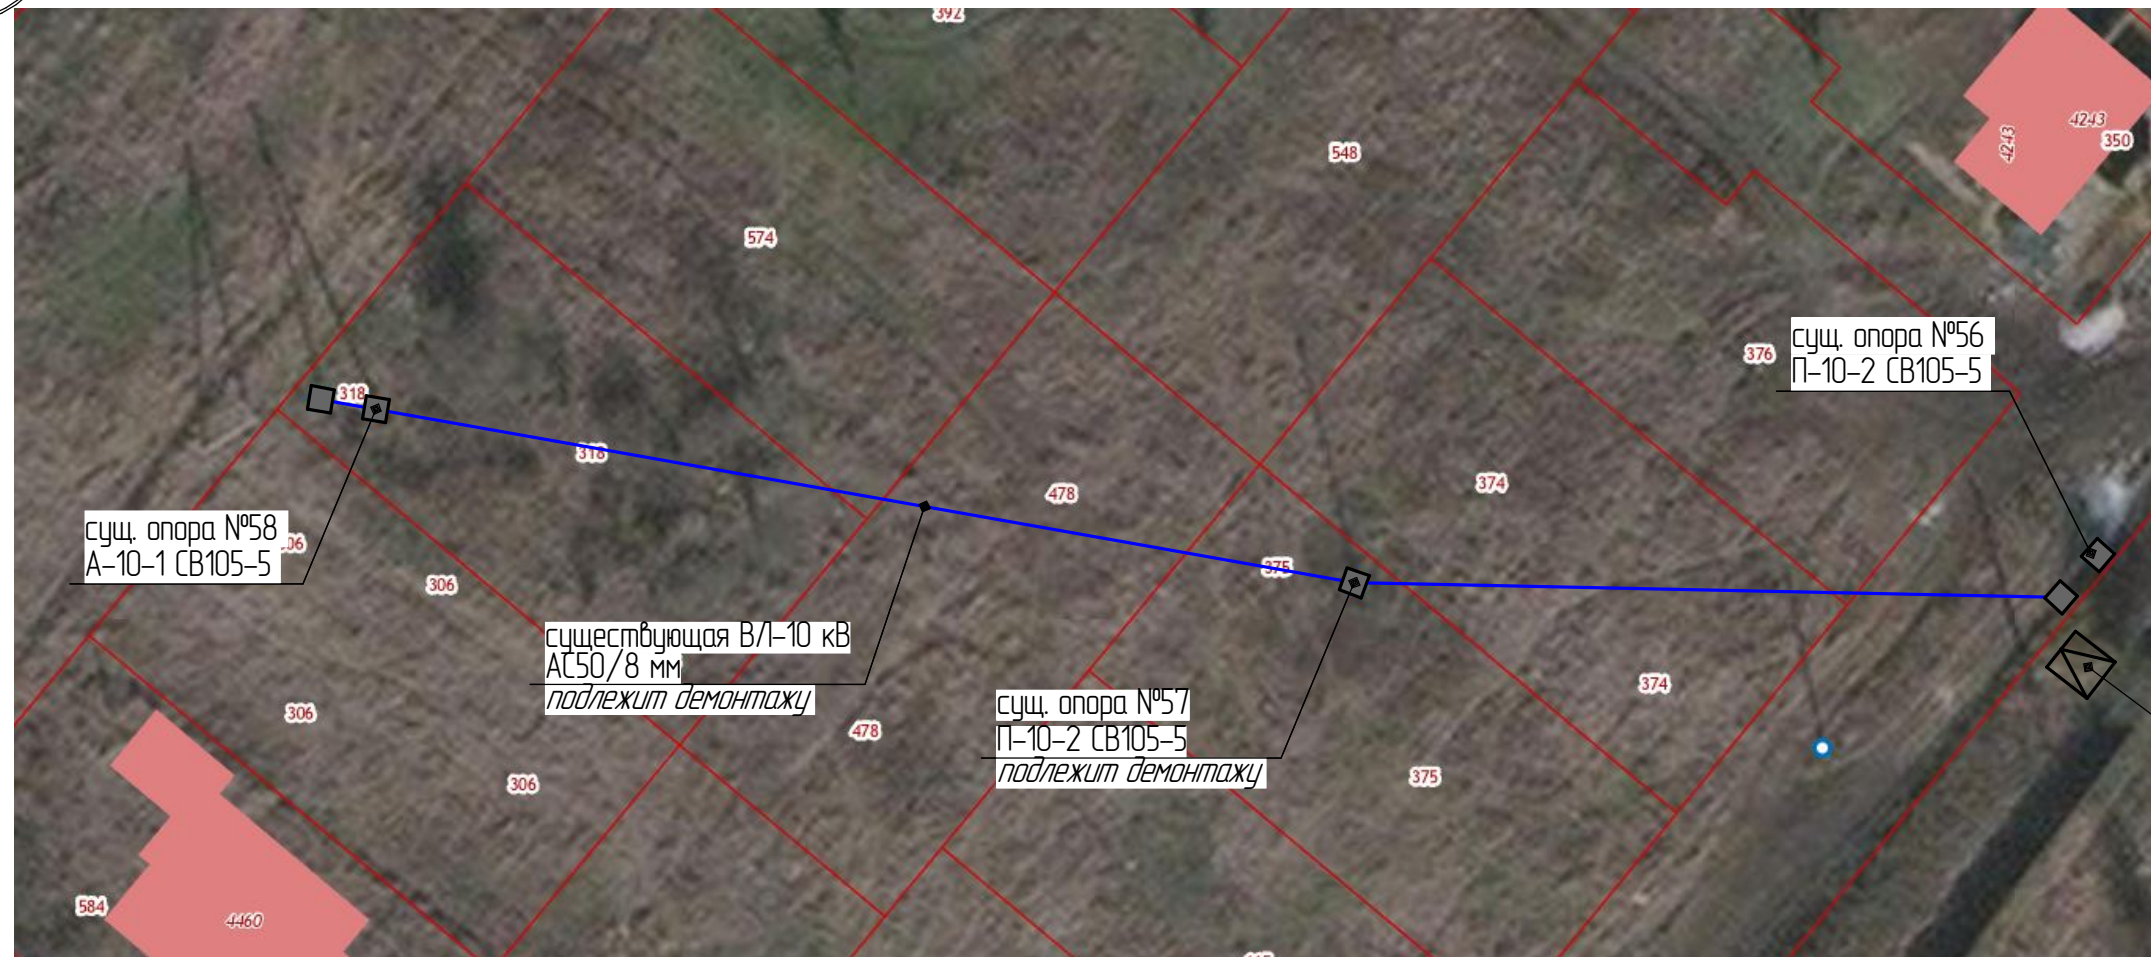 392
548
4243
4243
350
574
сущ. опора №56
П-10-2 СВ105-5
376
318
318
478
374
сущ. опора №58
А-10-1 СВ105-5
06
306
375
существующая ВЛ-10 кВ
АС50/8 мм
подлежит демонтажу
374
сущ. опора №57
П-10-2 СВ105-5
подлежит демонтажу
306
478
306
375
584
4460